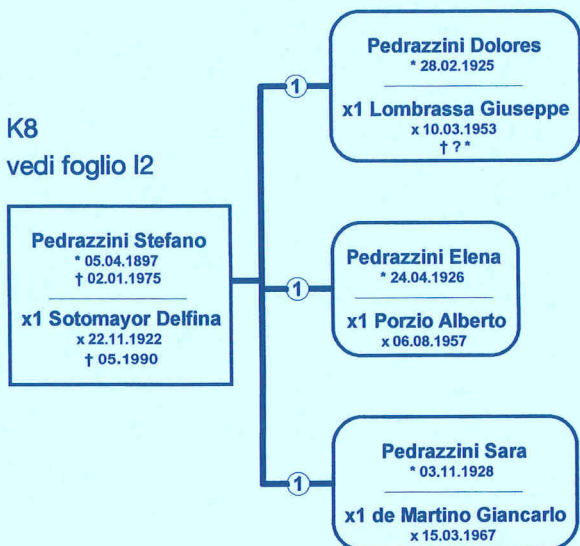 K8
vedi foglio I2
Pedrazzini Stefano
* 05.04.1897
† 02.01.1975
x1 Sotomayor Delfina
x 22.11.1922
† 05.1990
1
Pedrazzini Dolores
* 28.02.1925
x1 Lombrassa Giuseppe
x 10.03.1953
† ? *
1
Pedrazzini Elena
* 24.04.1926
x1 Porzio Alberto
x 06.08.1957
1
Pedrazzini Sara
* 03.11.1928
x1 de Martino Giancarlo
x 15.03.1967